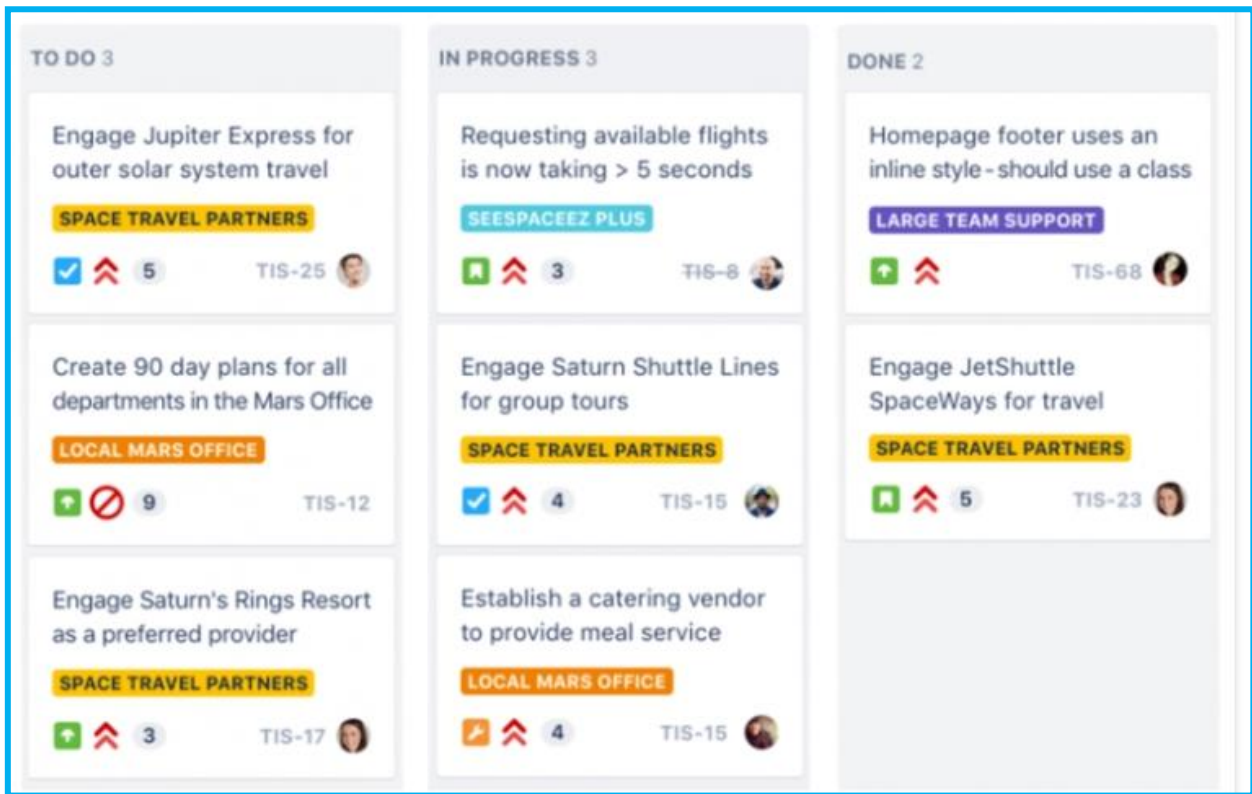 TO DO 3
Engage Jupiter Express for
outer solar system travel
SPACE TRAVEL PARTNERS
5 TIS-25
Create 90 day plans for all
departments in the Mars Office
LOCAL MARS OFFICE
9 TIS-12
Engage Saturn's Rings Resort
as a preferred provider
SPACE TRAVEL PARTNERS
3 TIS-17
IN PROGRESS 3
Requesting available flights
is now taking > 5 seconds
SEESPACEEZ PLUS
3 TIS-8
Engage Saturn Shuttle Lines
for group tours
SPACE TRAVEL PARTNERS
4 TIS-15
Establish a catering vendor
to provide meal service
LOCAL MARS OFFICE
4 TIS-15
DONE 2
Homepage footer uses an
inline style - should use a class
LARGE TEAM SUPPORT
TIS-68
Engage JetShuttle
SpaceWays for travel
SPACE TRAVEL PARTNERS
5 TIS-23